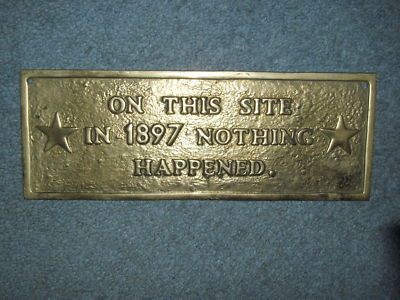 ON THIS SITE
IN 1897 NOTHING
HAPPENED.